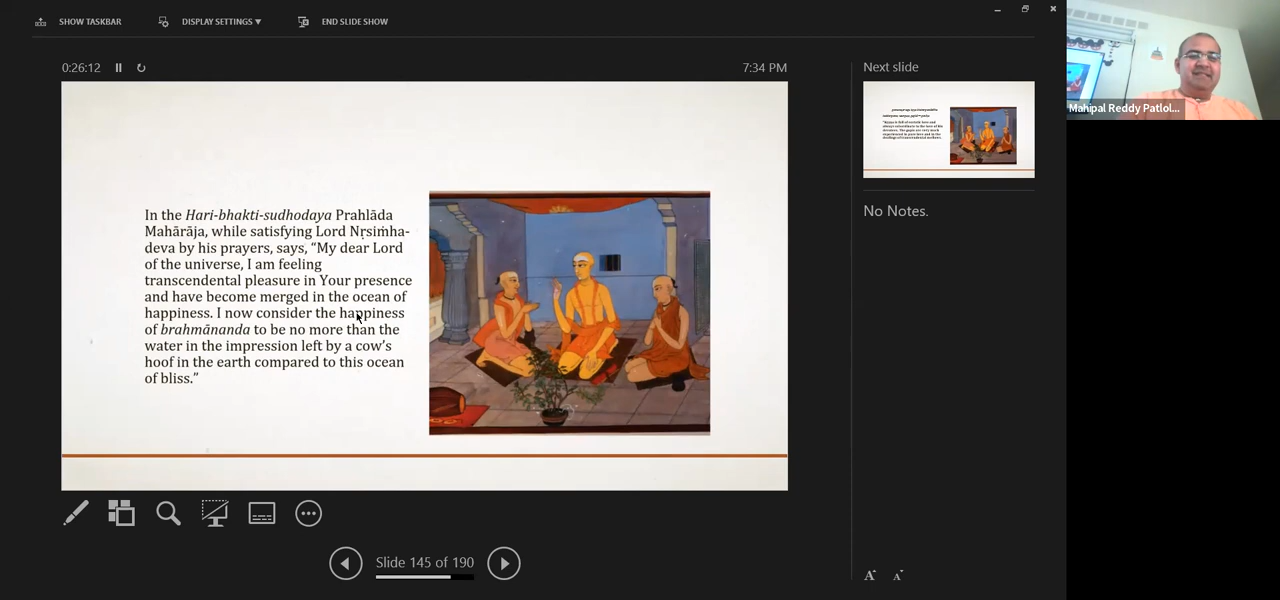 SHOW TASKBAR
DISPLAY SETTINGS ▼
END SLIDE SHOW
0:26:12
7:34 PM
In the Hari-bhakti-sudhodaya Prahlāda
Mahārāja, while satisfying Lord Nṛsiṁha-
deva by his prayers, says, “My dear Lord
of the universe, I am feeling
transcendental pleasure in Your presence
and have become merged in the ocean of
happiness. I now consider the happiness
of brahmānanda to be no more than the
water in the impression left by a cow’s
hoof in the earth compared to this ocean
of bliss.”
Slide 145 of 190
Next slide
No Notes.
A A
Mahipal Reddy Patlol...